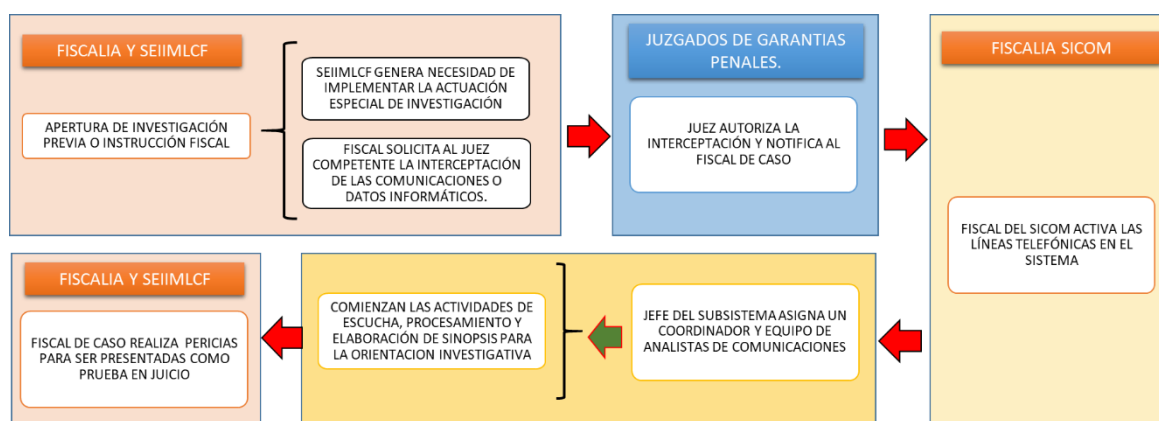 FISCALIA Y SEIIMLCF
APERTURA DE INVESTIGACIÓN
PREVIA O INSTRUCCIÓN FISCAL
SEIIMLCF GENERA NECESIDAD DE
IMPLEMENTAR LA ACTUACIÓN
ESPECIAL DE INVESTIGACIÓN
FISCAL SOLICITA AL JUEZ
COMPETENTE LA INTERCEPTACIÓN
DE LAS COMUNICACIONES O
DATOS INFORMÁTICOS.
JUZGADOS DE GARANTIAS
PENALES.
JUEZ AUTORIZA LA
INTERCEPTACIÓN Y NOTIFICA AL
FISCAL DE CASO
FISCALIA SICOM
FISCAL DEL SICOM ACTIVA LAS
LÍNEAS TELEFÓNICAS EN EL
SISTEMA
JEFE DEL SUBSISTEMA ASIGNA UN
COORDINADOR Y EQUIPO DE
ANALISTAS DE COMUNICACIONES
COMIENZAN LAS ACTIVIDADES DE
ESCUCHA, PROCESAMIENTO Y
ELABORACIÓN DE SINOPSIS PARA
LA ORIENTACION INVESTIGATIVA
FISCALIA Y SEIIMLCF
FISCAL DE CASO REALIZA PERICIAS
PARA SER PRESENTADAS COMO
PRUEBA EN JUICIO